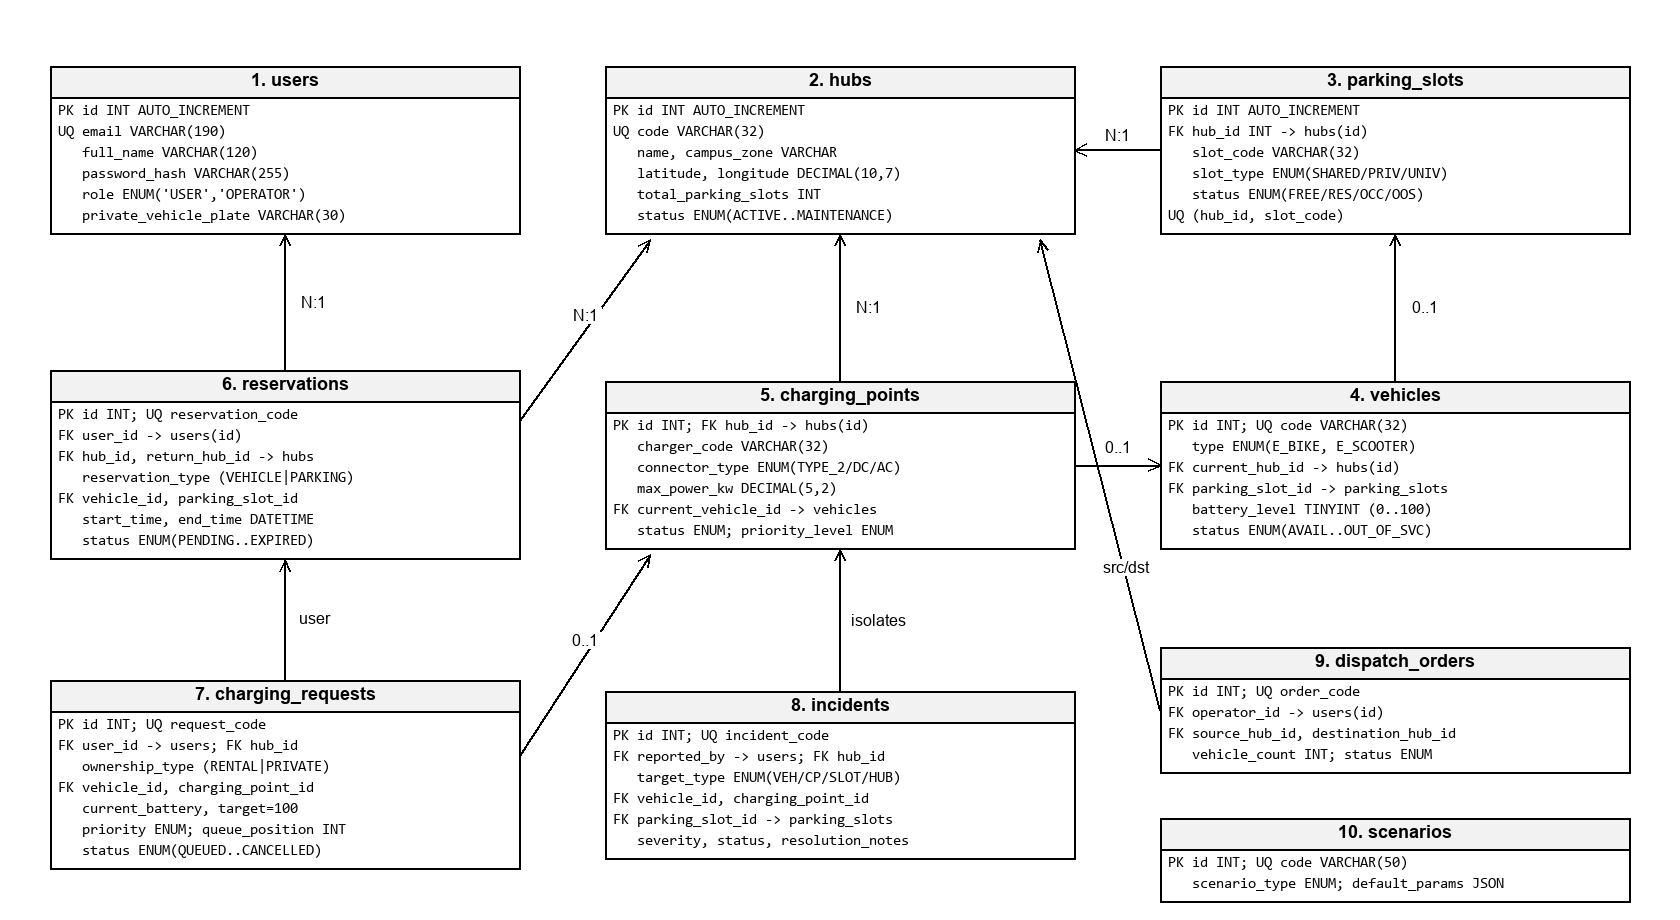 1. users
PK id INT AUTO_INCREMENT
UQ email VARCHAR(190)
full_name VARCHAR(120)
password_hash VARCHAR(255)
role ENUM('USER','OPERATOR')
private_vehicle_plate VARCHAR(30)
2. hubs
PK id INT AUTO_INCREMENT
UQ code VARCHAR(32)
name, campus_zone VARCHAR
latitude, longitude DECIMAL(10,7)
total_parking_slots INT
status ENUM(ACTIVE..MAINTENANCE)
N:1
3. parking_slots
PK id INT AUTO_INCREMENT
FK hub_id INT -> hubs(id)
slot_code VARCHAR(32)
slot_type ENUM(SHARED/PRIV/UNIV)
status ENUM(FREE/RES/OCC/OOS)
UQ (hub_id, slot_code)
N:1
N:1
N:1
0..1
6. reservations
PK id INT; UQ reservation_code
FK user_id -> users(id)
FK hub_id, return_hub_id -> hubs
reservation_type (VEHICLE|PARKING)
FK vehicle_id, parking_slot_id
start_time, end_time DATETIME
status ENUM(PENDING..EXPIRED)
5. charging_points
PK id INT; FK hub_id -> hubs(id)
charger_code VARCHAR(32)
connector_type ENUM(TYPE_2/DC/AC)
max_power_kw DECIMAL(5,2)
FK current_vehicle_id -> vehicles
status ENUM; priority_level ENUM
0..1
4. vehicles
PK id INT; UQ code VARCHAR(32)
type ENUM(E_BIKE, E_SCOOTER)
FK current_hub_id -> hubs(id)
FK parking_slot_id -> parking_slots
battery_level TINYINT (0..100)
status ENUM(AVAIL..OUT_OF_SVC)
src/dst
user
0..1
isolates
7. charging_requests
PK id INT; UQ request_code
FK user_id -> users; FK hub_id
ownership_type (RENTAL|PRIVATE)
FK vehicle_id, charging_point_id
current_battery, target=100
priority ENUM; queue_position INT
status ENUM(QUEUED..CANCELLED)
8. incidents
PK id INT; UQ incident_code
FK reported_by -> users; FK hub_id
target_type ENUM(VEH/CP/SLOT/HUB)
FK vehicle_id, charging_point_id
FK parking_slot_id -> parking_slots
severity, status, resolution_notes
9. dispatch_orders
PK id INT; UQ order_code
FK operator_id -> users(id)
FK source_hub_id, destination_hub_id
vehicle_count INT; status ENUM
10. scenarios
PK id INT; UQ code VARCHAR(50)
scenario_type ENUM; default_params JSON